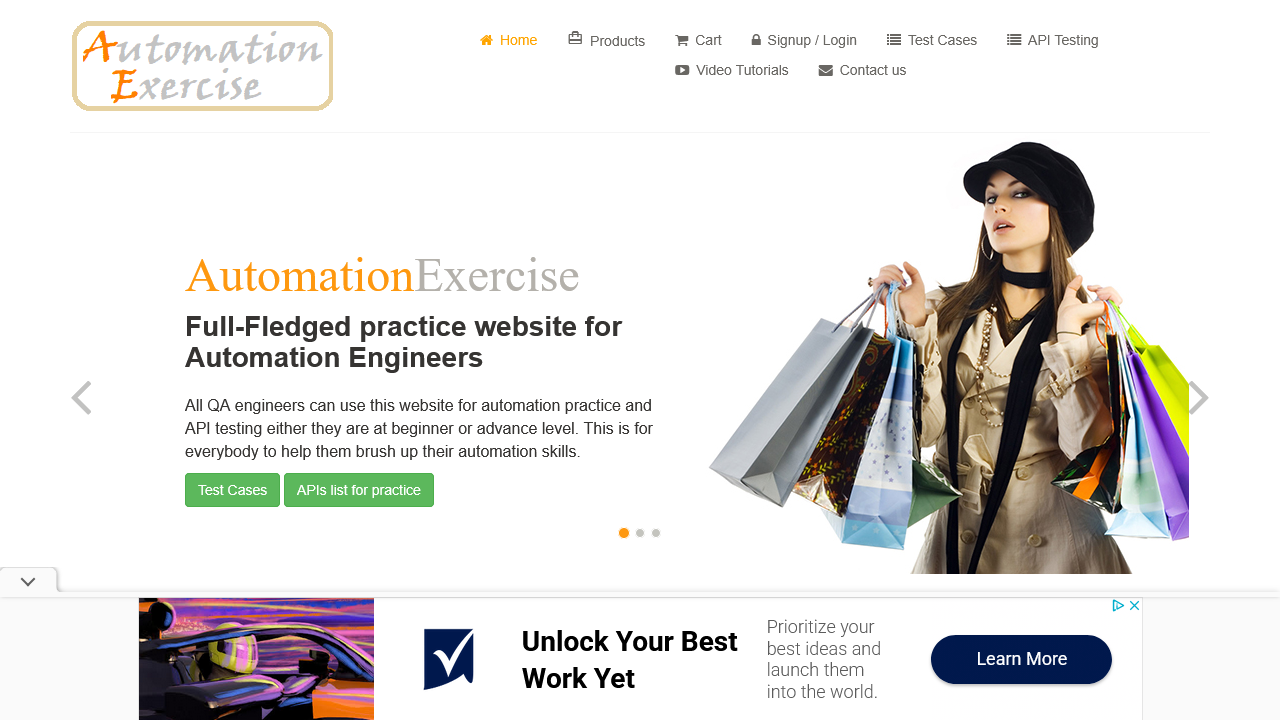 Automation
Exercise
Home
Products
Cart
Signup / Login
Test Cases
API Testing
Video Tutorials
Contact us
AutomationExercise
Full-Fledged practice website for
Automation Engineers
All QA engineers can use this website for automation practice and
API testing either they are at beginner or advance level. This is for
everybody to help them brush up their automation skills.
Test Cases
APIs list for practice
Unlock Your Best
Work Yet
Prioritize your
best ideas and
launch them
into the world.
Learn More